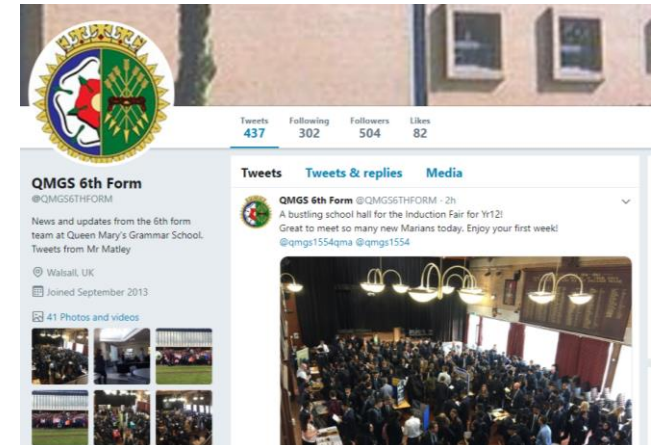 Tweets Following Followers Likes
437 302 504 82
QMGS 6th Form
@QMGS6THFORM
News and updates from the 6th form
team at Queen Mary's Grammar School.
Tweets from Mr Matley
Walsall, UK
Joined September 2013
41 Photos and videos
Tweets Tweets & replies Media
QMGS 6th Form @QMGS6THFORM · 2h
A bustling school hall for the Induction Fair for Yr12!
Great to meet so many new Marians today. Enjoy your first week!
@qmgs1554qma @qmgs1554